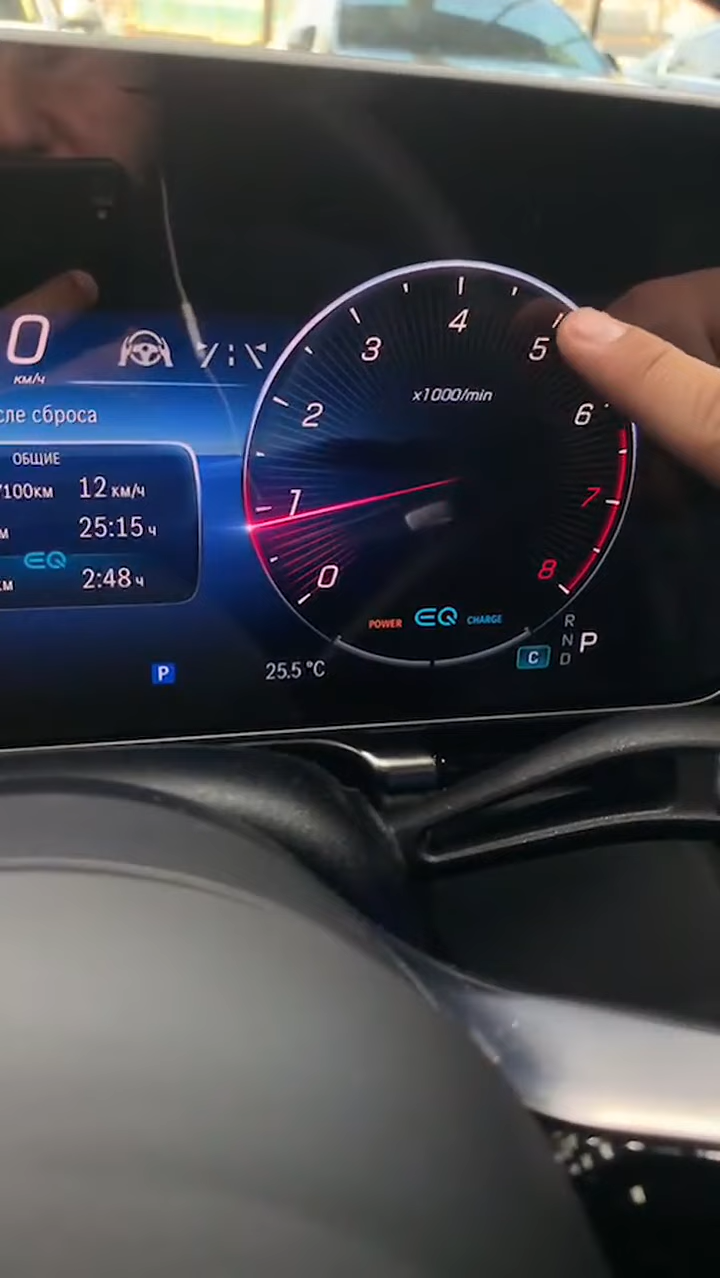 0
км/ч
сле сброса
ОБЩИЕ
/100км 12 км/ч
м 25:15 ч
EQ
км 2:48 ч
P
25.5 °C
0
1
2
3
4
5
6
7
8
x1000/min
POWER EQ CHARGE
C
R
N P
D